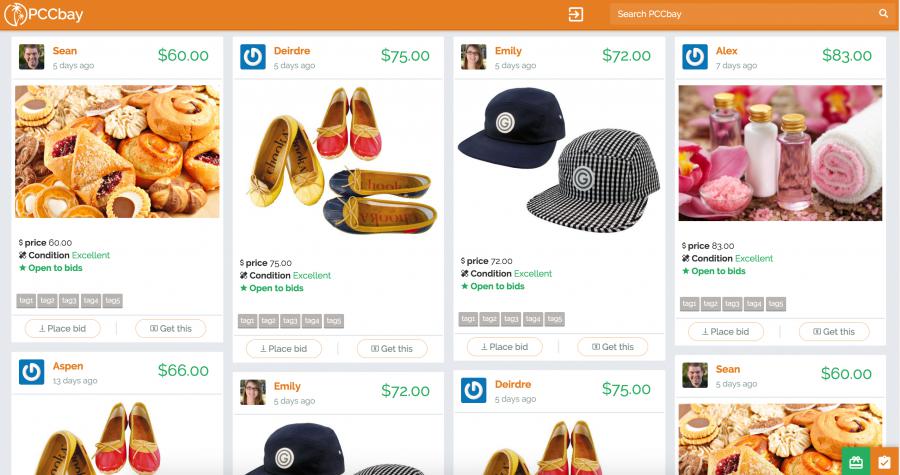 PCCbay
Search PCCbay
Sean
5 days ago
$60.00
$ price 60.00
Condition Excellent
★ Open to bids
tag1 tag2 tag3 tag4 tag5
Place bid
Get this
Deirdre
5 days ago
$75.00
chooka
$ price 75.00
Condition Excellent
★ Open to bids
tag1 tag2 tag3 tag4 tag5
Place bid
Get this
Emily
5 days ago
$72.00
G
G
$ price 72.00
Condition Excellent
★ Open to bids
tag1 tag2 tag3 tag4 tag5
Place bid
Get this
Alex
7 days ago
$83.00
$ price 83.00
Condition Excellent
★ Open to bids
tag1 tag2 tag3 tag4 tag5
Place bid
Get this
Aspen
13 days ago
$66.00
Emily
5 days ago
$72.00
G
Deirdre
5 days ago
$75.00
Sean
5 days ago
$60.00